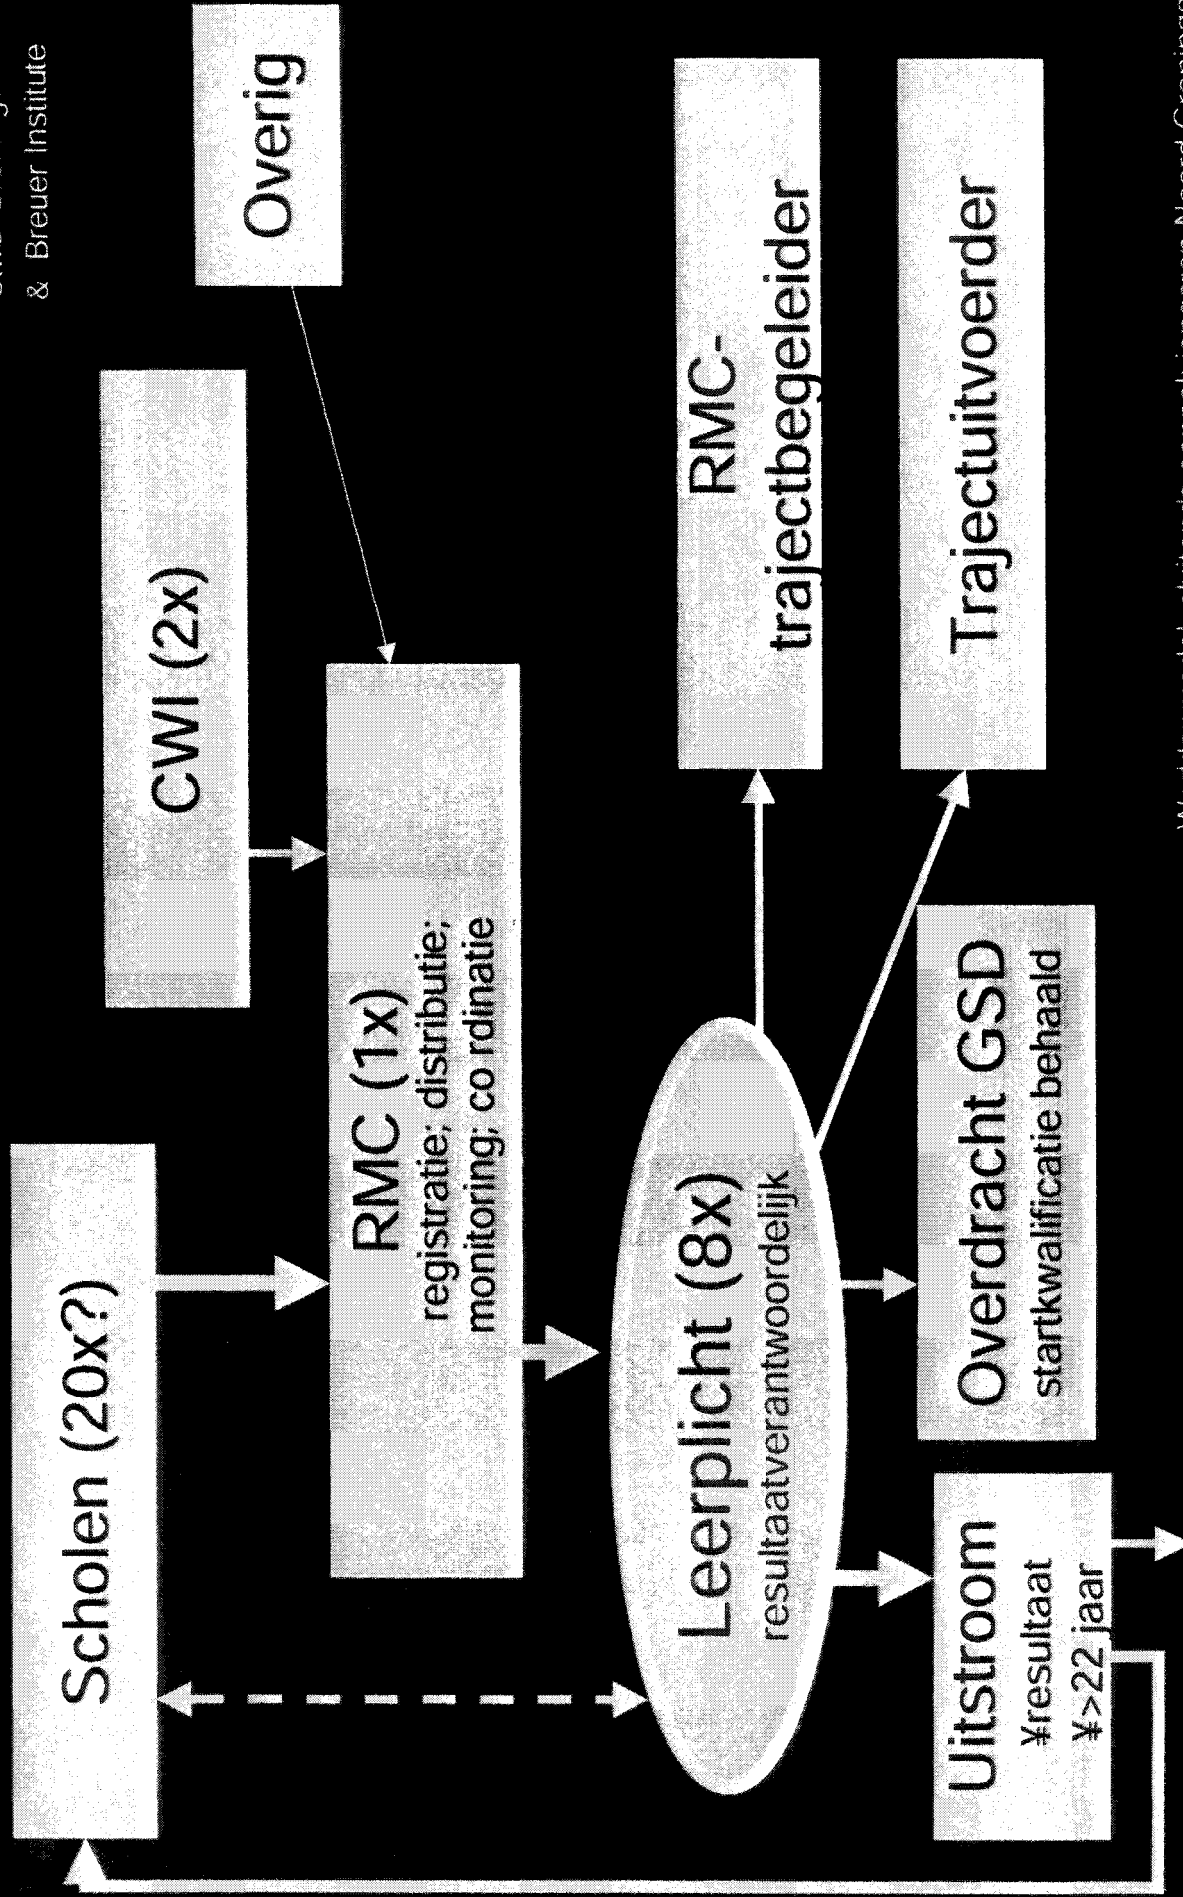 & Breuer Institute
Scholen (20x?)
CWI (2x)
Overig
RMC (1x)
registratie; distributie;
monitoring; co rdinatie
Leerplicht (8x)
resultaatverantwoordelijk
RMC-
trajectbegeleider
Trajectuitvoerder
Overdracht GSD
startkwalificatie behaald
Uitstroom
¥resultaat
¥>22 jaar